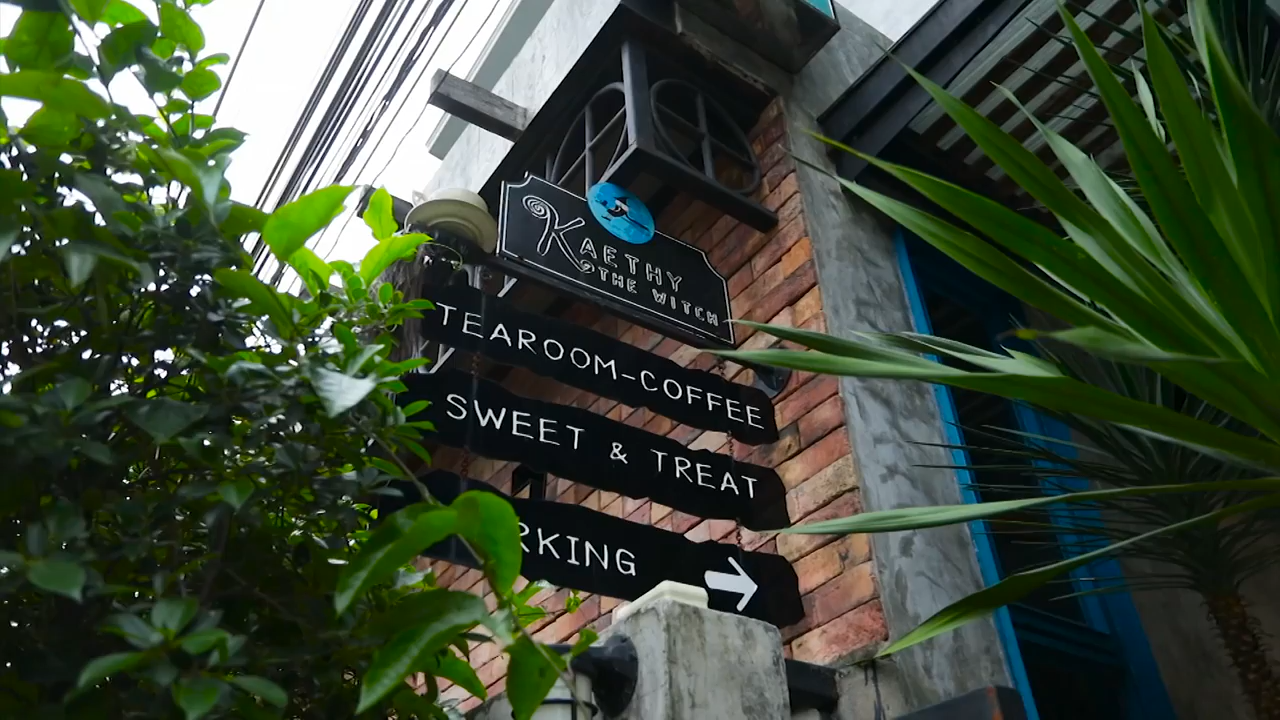 KAETHY
THE WITCH
TEAROOM-COFFEE
SWEET & TREAT
RKING